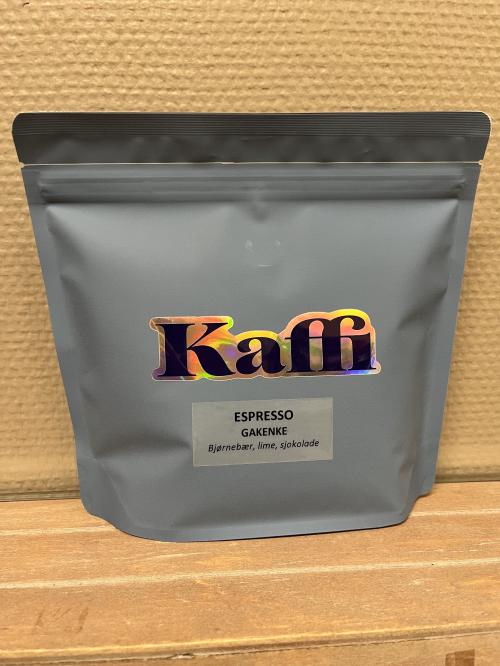 Kaffi
ESPRESSO
GAKENKE
Bjørnebær, lime, sjokolade